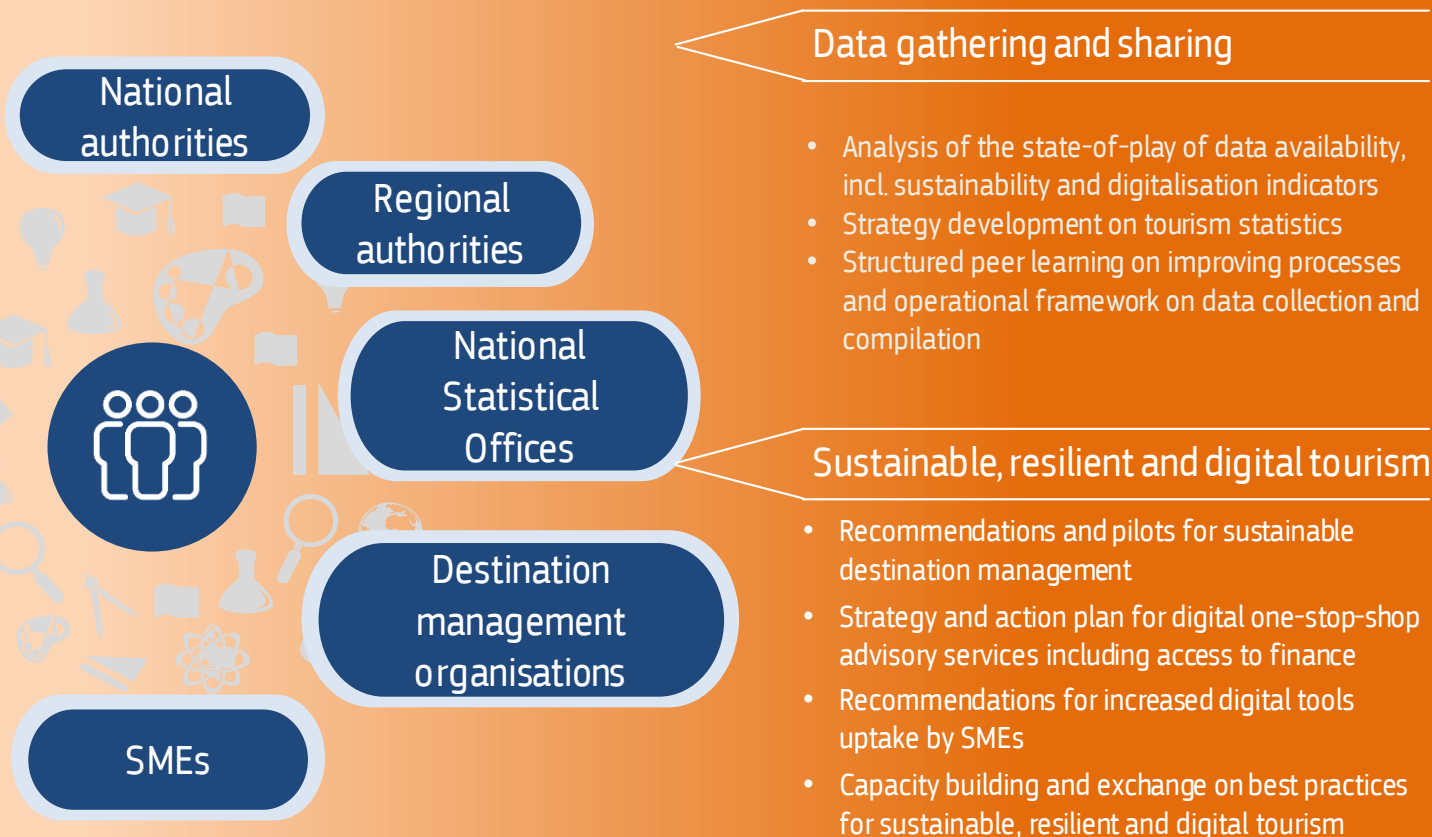 National
authorities
Regional
authorities
National
Statistical
Offices
Destination
management
organisations
SMEs
Data gathering and sharing
• Analysis of the state-of-play of data availability,
incl. sustainability and digitalisation indicators
• Strategy development on tourism statistics
• Structured peer learning on improving processes
and operational framework on data collection and
compilation
Sustainable, resilient and digital tourism
• Recommendations and pilots for sustainable
destination management
• Strategy and action plan for digital one-stop-shop
advisory services including access to finance
• Recommendations for increased digital tools
uptake by SMEs
• Capacity building and exchange on best practices
for sustainable, resilient and digital tourism